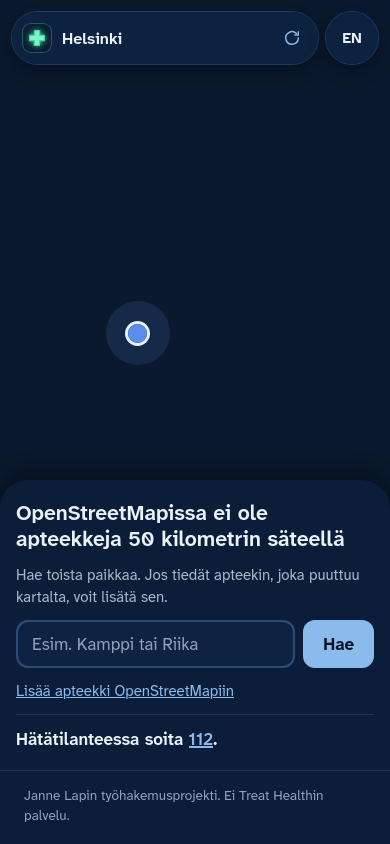 Helsinki
EN
OpenStreetMapissa ei ole
apteekkeja 50 kilometrin säteellä
Hae toista paikkaa. Jos tiedät apteekin, joka puuttuu
kartalta, voit lisätä sen.
Esim. Kamppi tai Riika
Hae
Lisää apteekki OpenStreetMapiin
Hätätilanteessa soita 112.
Janne Lapin työhakemusprojekti. Ei Treat Healthin
palvelu.